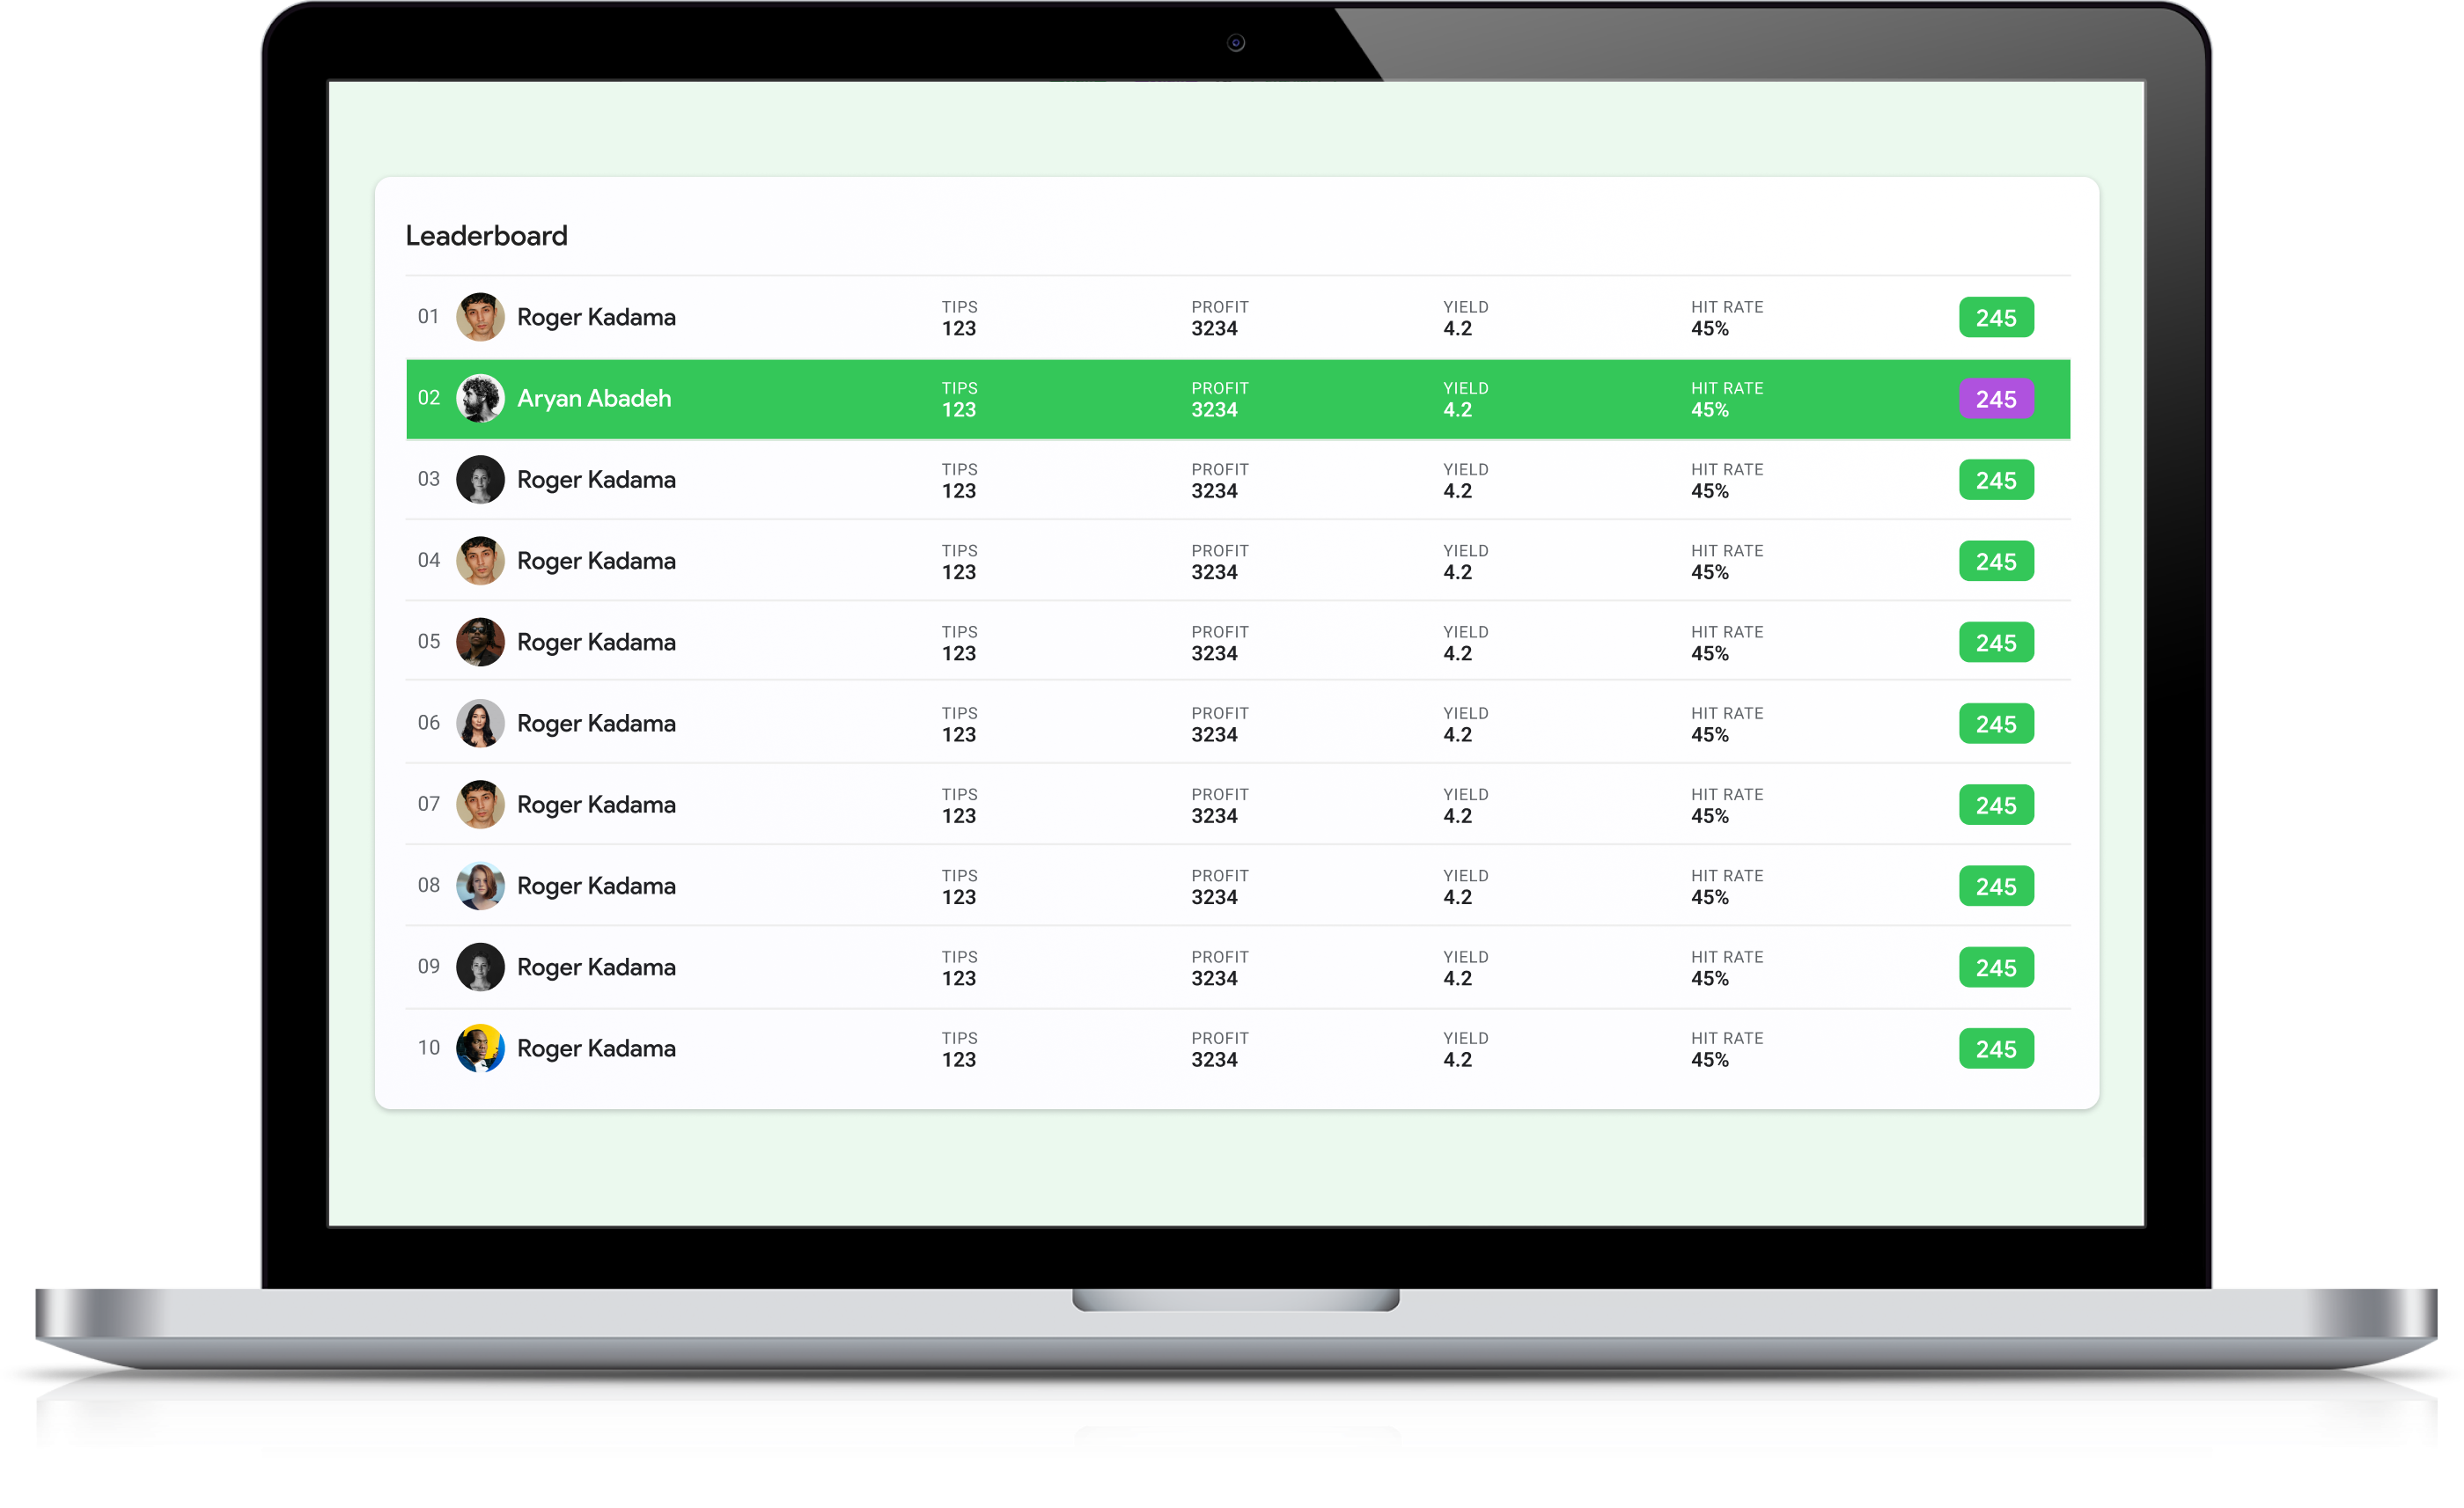 Leaderboard
01 Roger Kadama TIPS 123 PROFIT 3234 YIELD 4.2 HIT RATE 45% 245
02 Aryan Abadeh TIPS 123 PROFIT 3234 YIELD 4.2 HIT RATE 45% 245
03 Roger Kadama TIPS 123 PROFIT 3234 YIELD 4.2 HIT RATE 45% 245
04 Roger Kadama TIPS 123 PROFIT 3234 YIELD 4.2 HIT RATE 45% 245
05 Roger Kadama TIPS 123 PROFIT 3234 YIELD 4.2 HIT RATE 45% 245
06 Roger Kadama TIPS 123 PROFIT 3234 YIELD 4.2 HIT RATE 45% 245
07 Roger Kadama TIPS 123 PROFIT 3234 YIELD 4.2 HIT RATE 45% 245
08 Roger Kadama TIPS 123 PROFIT 3234 YIELD 4.2 HIT RATE 45% 245
09 Roger Kadama TIPS 123 PROFIT 3234 YIELD 4.2 HIT RATE 45% 245
10 Roger Kadama TIPS 123 PROFIT 3234 YIELD 4.2 HIT RATE 45% 245